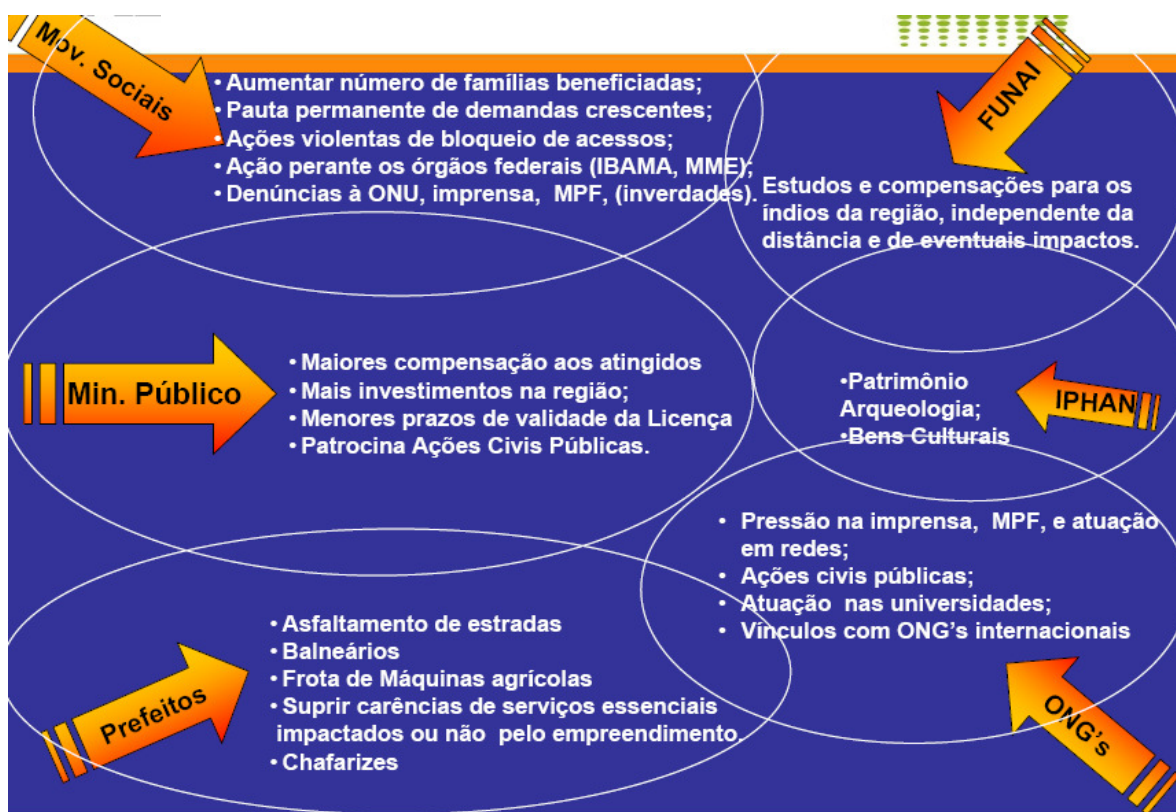 Mov. Sociais
• Aumentar número de famílias beneficiadas;
• Pauta permanente de demandas crescentes;
• Ações violentas de bloqueio de acessos;
• Ação perante os órgãos federais (IBAMA, MME);
• Denúncias à ONU, imprensa, MPF, (inverdades).
FUNAI
Estudos e compensações para os
índios da região, independente da
distância e de eventuais impactos.
Min. Público
• Maiores compensação aos atingidos
• Mais investimentos na região;
• Menores prazos de validade da Licença
• Patrocina Ações Civis Públicas.
IPHAN
•Patrimônio
Arqueologia;
•Bens Culturais
Prefeitos
• Asfaltamento de estradas
• Balneários
• Frota de Máquinas agrícolas
• Suprir carências de serviços essenciais
impactados ou não pelo empreendimento.
• Chafarizes
• Pressão na imprensa, MPF, e atuação
em redes;
• Ações civis públicas;
• Atuação nas universidades;
• Vínculos com ONG's internacionais
ONG's